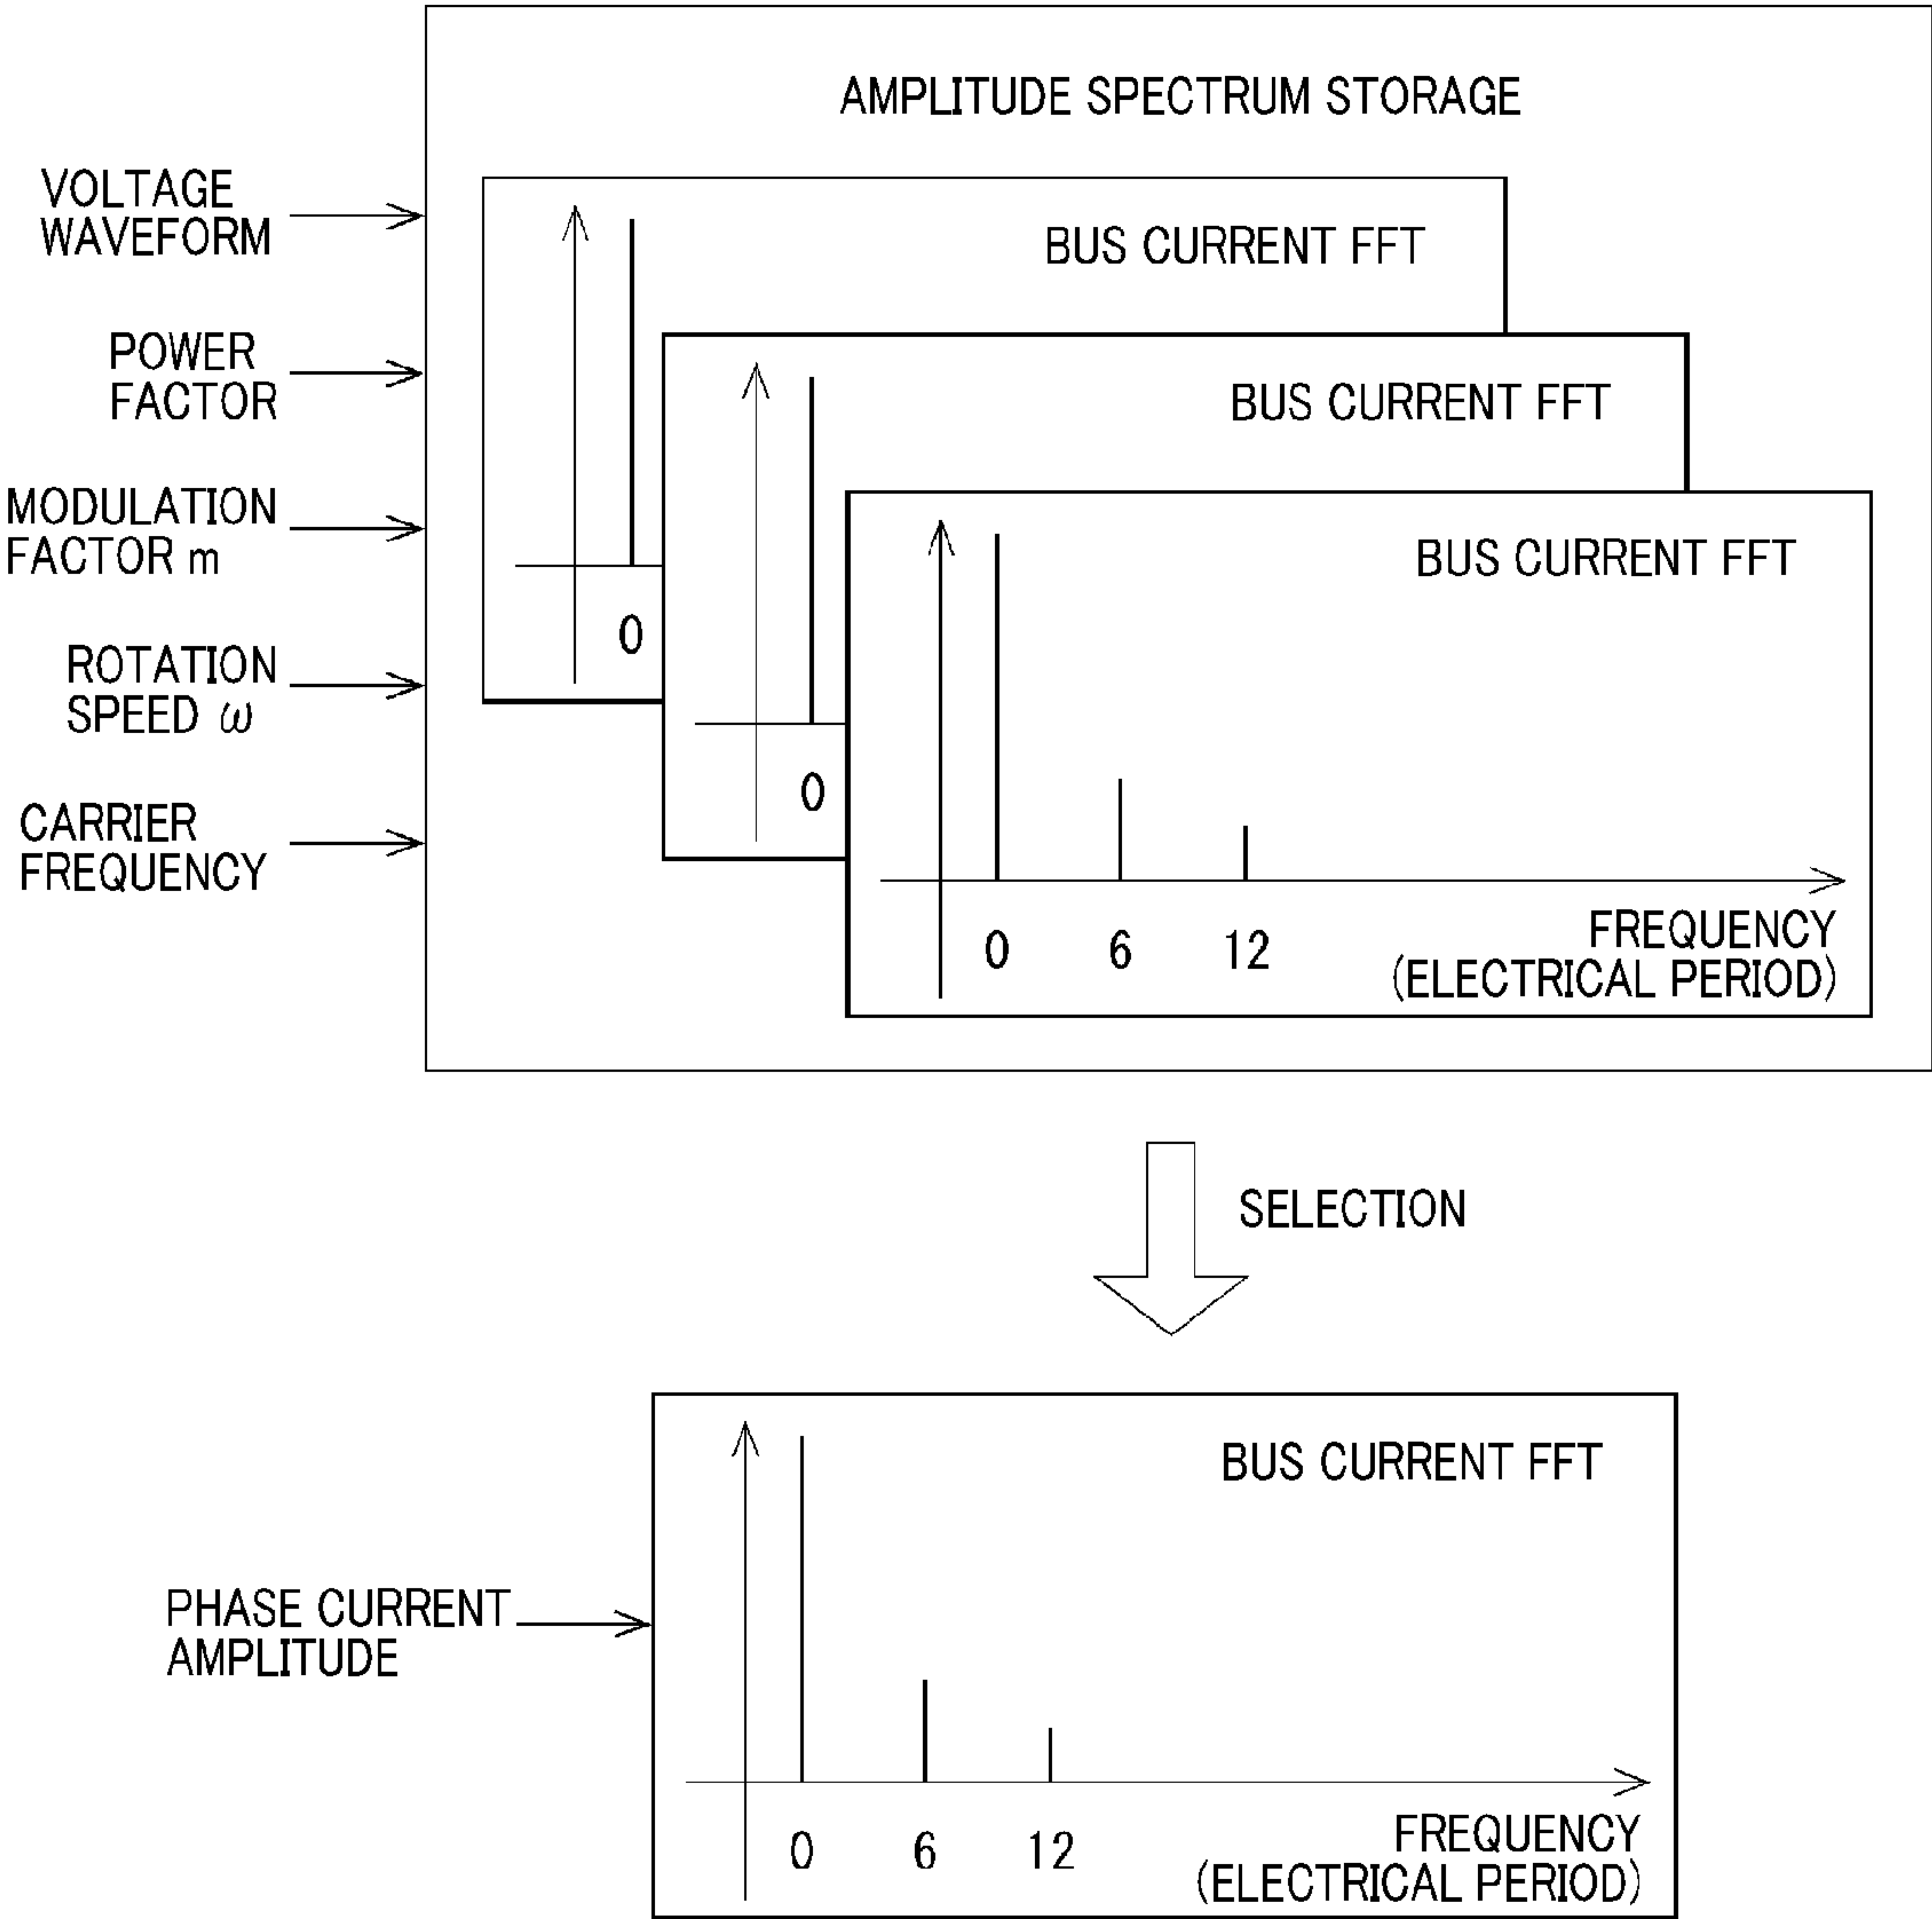 AMPLITUDE SPECTRUM STORAGE
VOLTAGE
WAVEFORM
POWER
FACTOR
MODULATION
FACTOR m
ROTATION
SPEED ω
CARRIER
FREQUENCY
BUS CURRENT FFT
0
BUS CURRENT FFT
0
BUS CURRENT FFT
0 6 12
FREQUENCY
(ELECTRICAL PERIOD)
SELECTION
PHASE CURRENT
AMPLITUDE
BUS CURRENT FFT
0 6 12
FREQUENCY
(ELECTRICAL PERIOD)